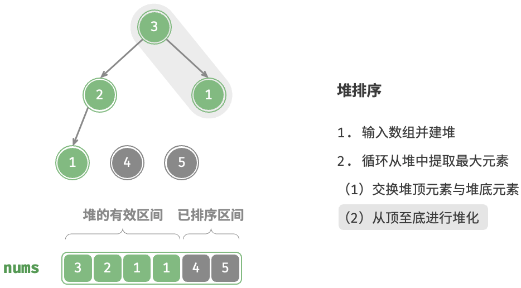 3
2
1
1
4
5
堆的有效区间
已排序区间
nums
3 2 1 1 4 5
堆排序
1. 输入数组并建堆
2. 循环从堆中提取最大元素
（1）交换堆顶元素与堆底元素
（2）从顶至底进行堆化